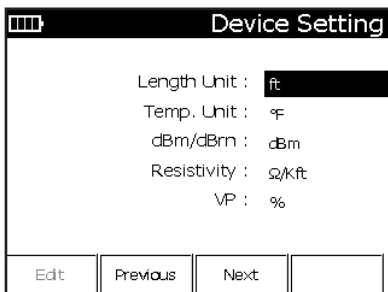 Device Setting
Length Unit : ft
Temp. Unit : °F
dBm/dBrn : dBm
Resistivity : Ω/Kft
VP : %
Edit Previous Next